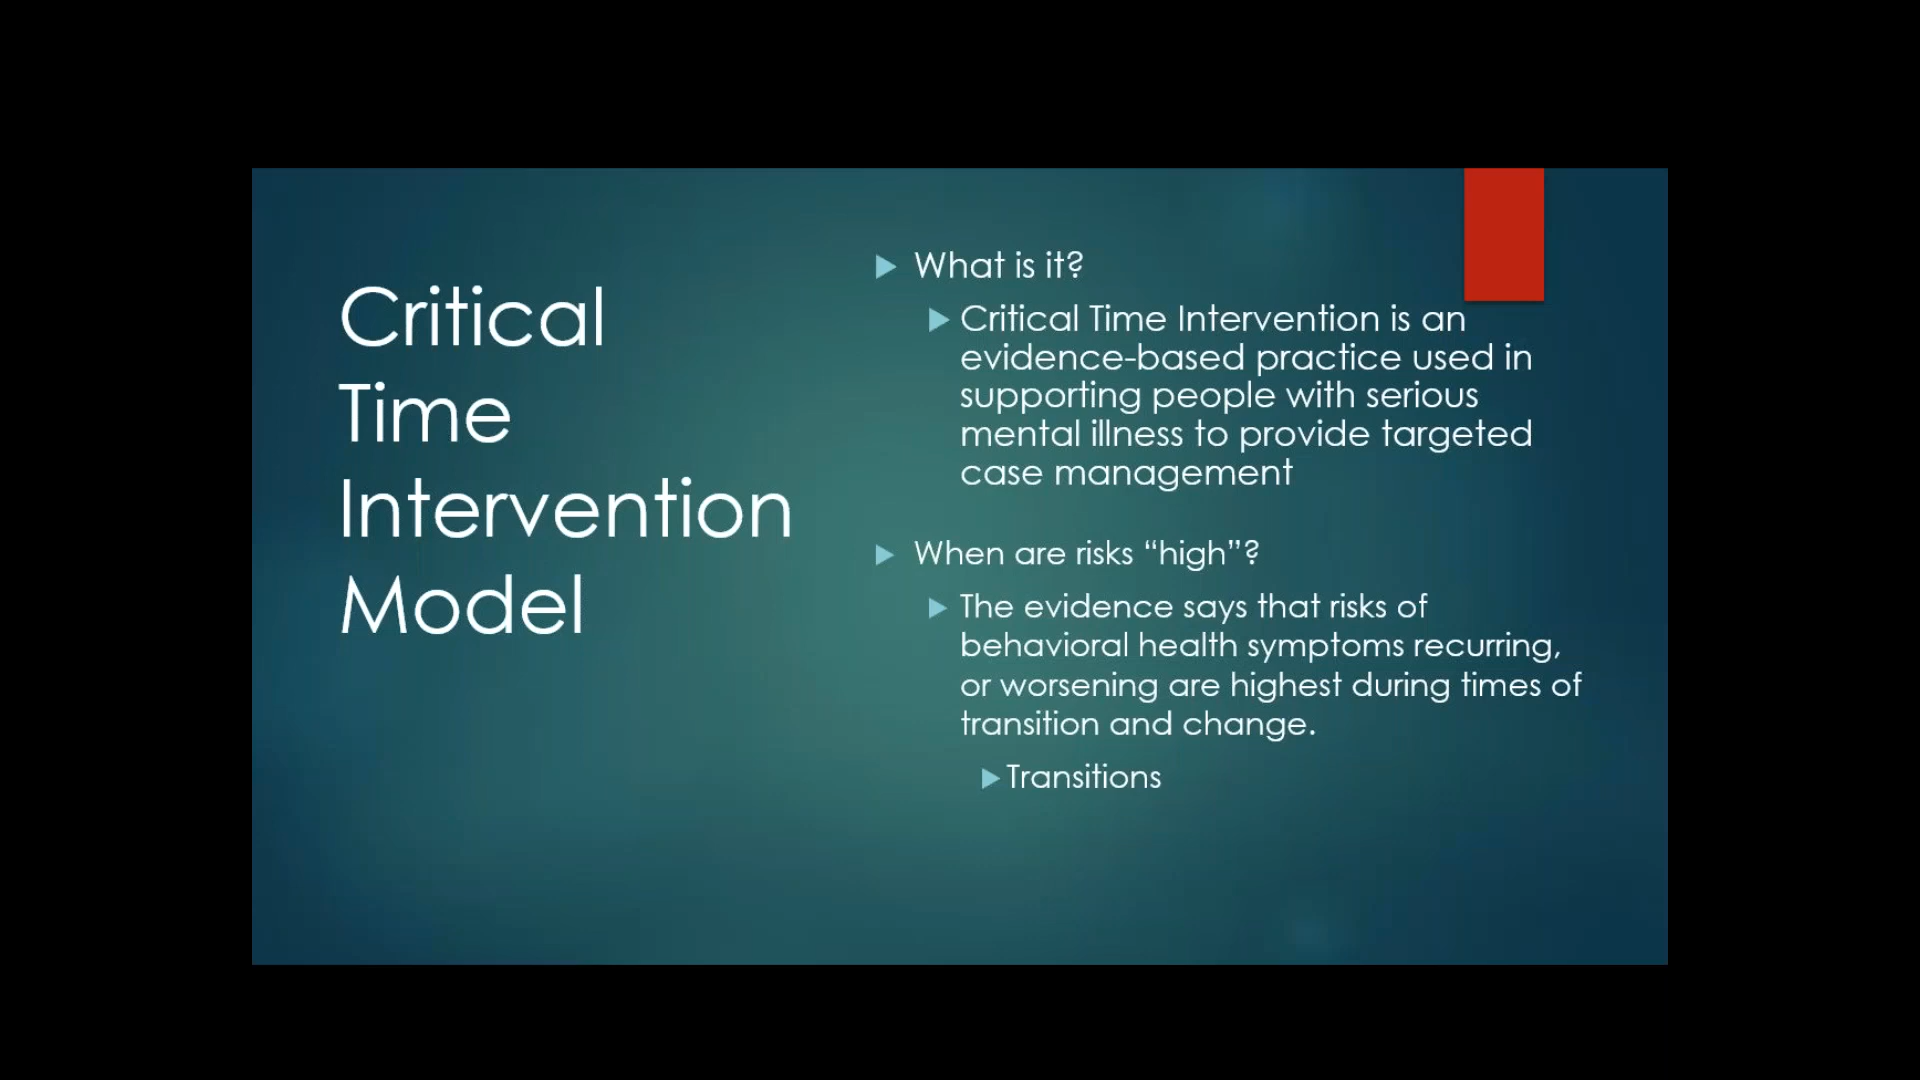 Critical
Time
Intervention
Model
What is it?
Critical Time Intervention is an
evidence-based practice used in
supporting people with serious
mental illness to provide targeted
case management
When are risks “high”?
The evidence says that risks of
behavioral health symptoms recurring,
or worsening are highest during times of
transition and change.
Transitions